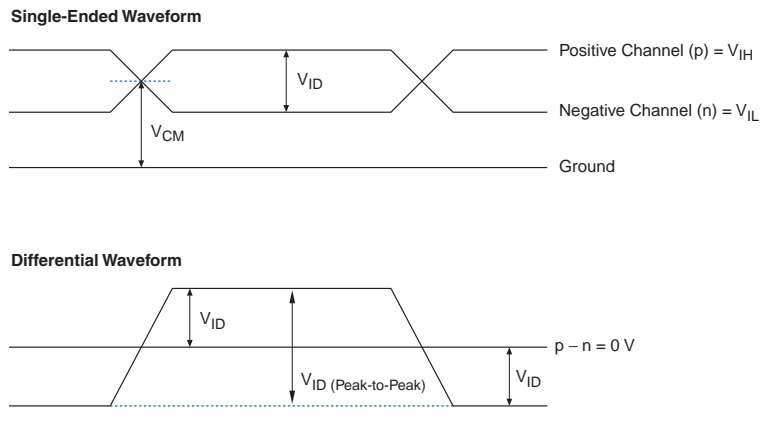 Single-Ended Waveform
Positive Channel (p) = VIH
VID
Negative Channel (n) = VIL
VCM
Ground
Differential Waveform
VID
p – n = 0 V
VID (Peak-to-Peak)
VID